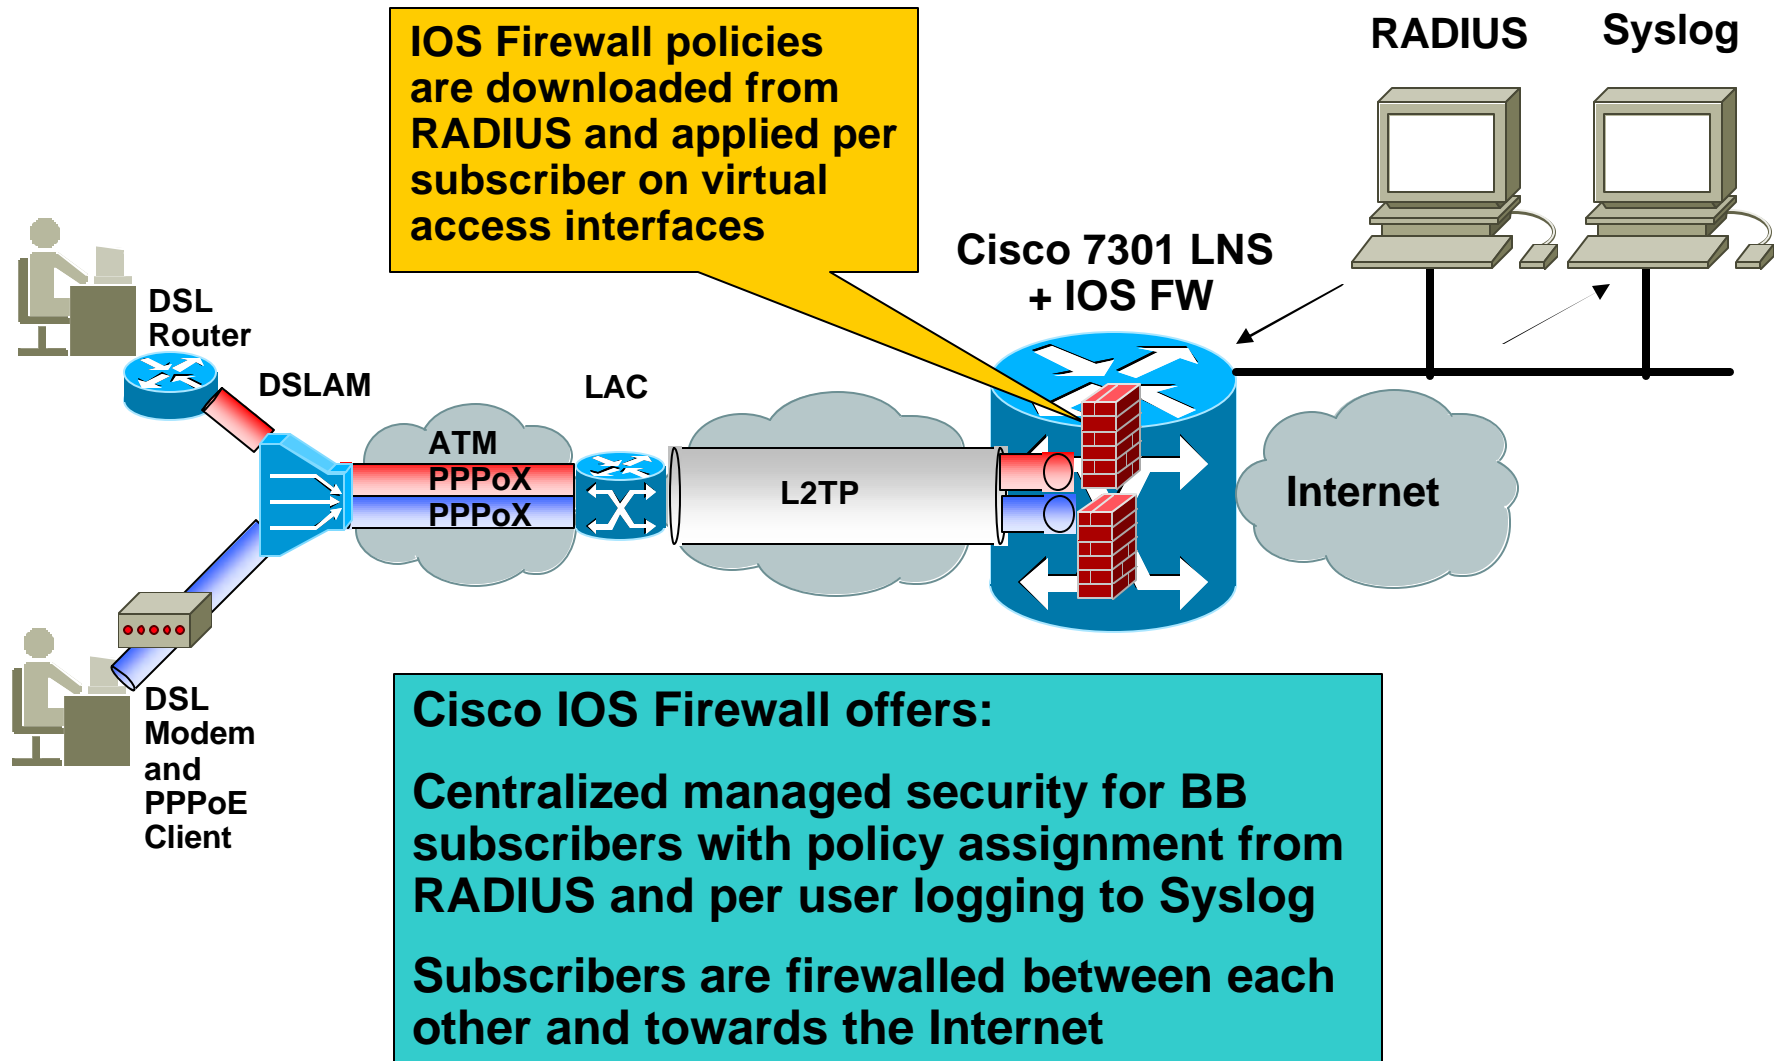 IOS Firewall policies
are downloaded from
RADIUS and applied per
subscriber on virtual
access interfaces
RADIUS
Syslog
Cisco 7301 LNS
+ IOS FW
DSL
Router
DSLAM
LAC
ATM
PPPoX
PPPoX
L2TP
Internet
DSL
Modem
and
PPPoE
Client
Cisco IOS Firewall offers:
Centralized managed security for BB
subscribers with policy assignment from
RADIUS and per user logging to Syslog
Subscribers are firewalled between each
other and towards the Internet